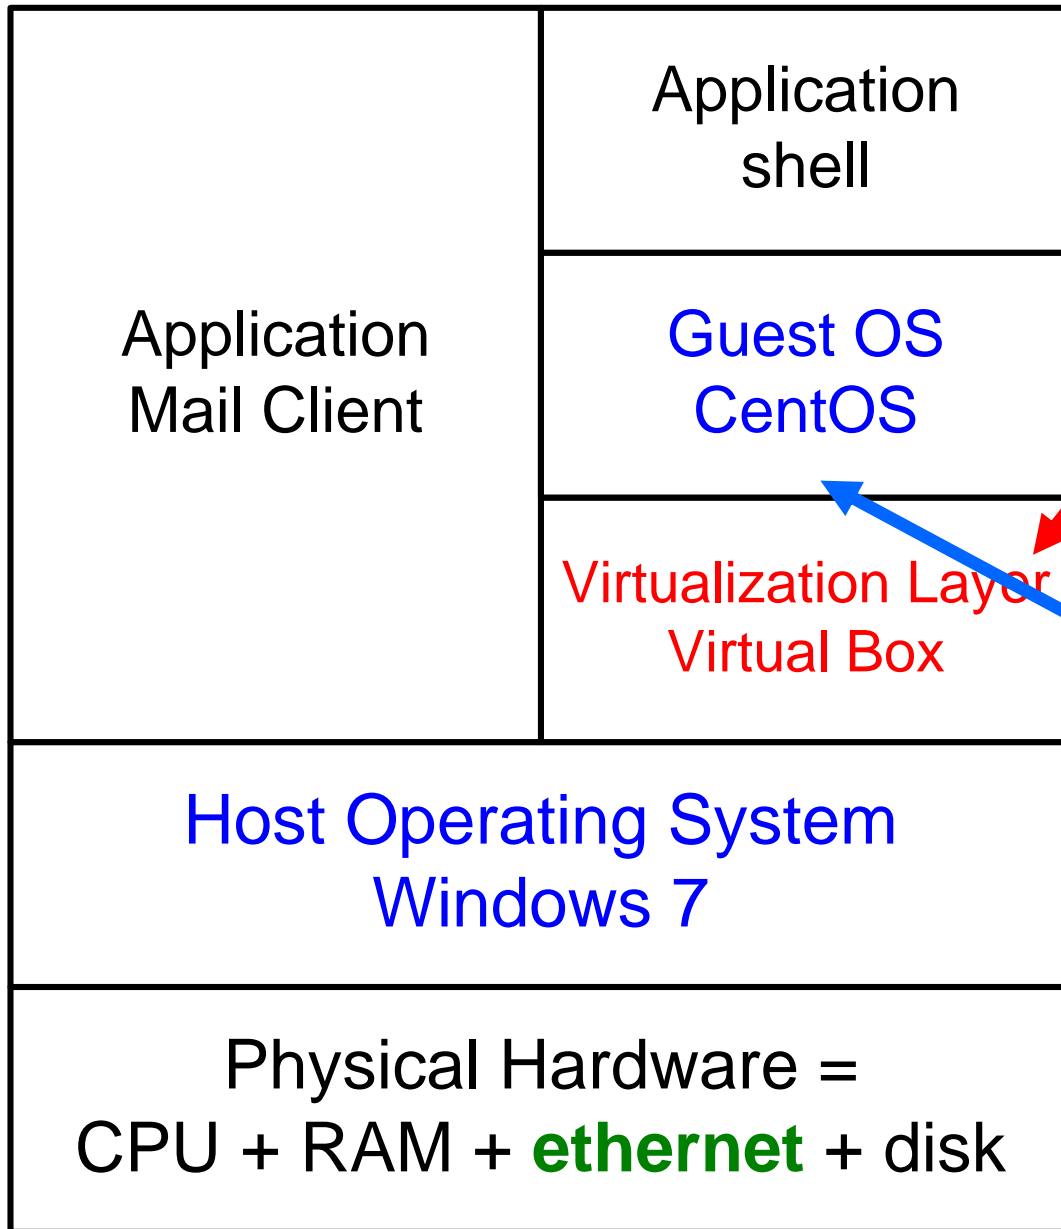 Application
shell
Application
Mail Client
Guest OS
CentOS
Virtualization Layer
Virtual Box
Host Operating System
Windows 7
Physical Hardware =
CPU + RAM + ethernet + disk